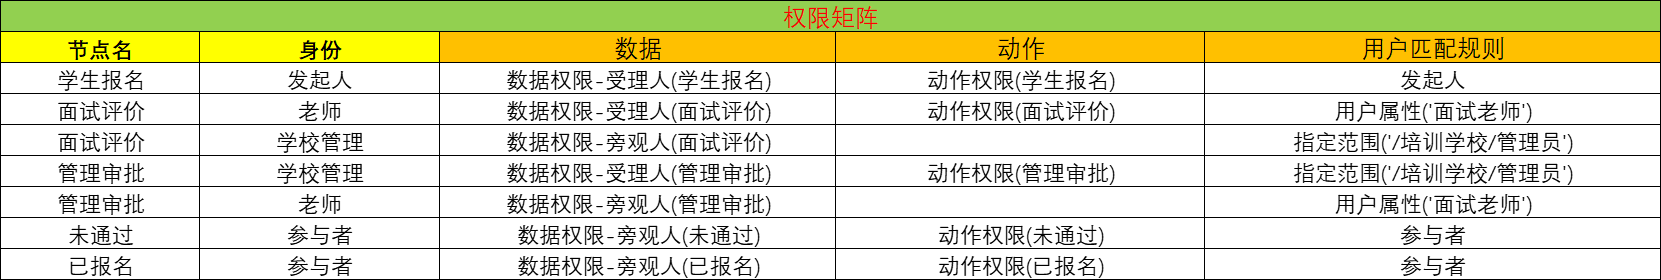 权限矩阵
节点名 身份 数据 动作 用户匹配规则
学生报名 发起人 数据权限-受理人(学生报名) 动作权限(学生报名) 发起人
面试评价 老师 数据权限-受理人(面试评价) 动作权限(面试评价) 用户属性('面试老师')
面试评价 学校管理 数据权限-旁观人(面试评价) 指定范围('/培训学校/管理员')
管理审批 学校管理 数据权限-受理人(管理审批) 动作权限(管理审批) 指定范围('/培训学校/管理员')
管理审批 老师 数据权限-旁观人(管理审批) 用户属性('面试老师')
未通过 参与者 数据权限-旁观人(未通过) 动作权限(未通过) 参与者
已报名 参与者 数据权限-旁观人(已报名) 动作权限(已报名) 参与者